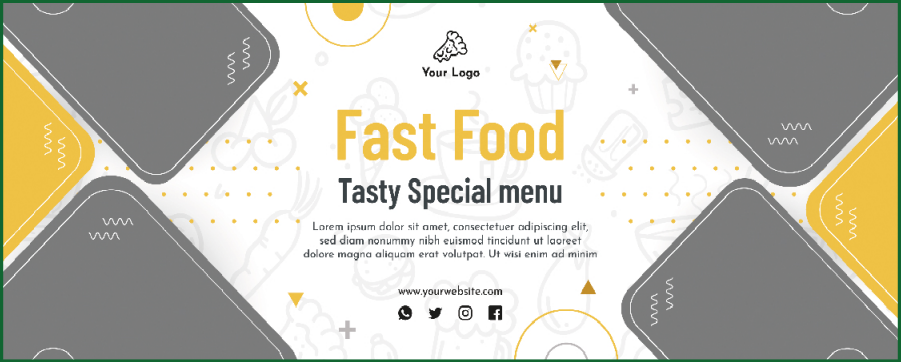 Your Logo
Fast Food
Tasty Special menu
Lorem ipsum dolor sit amet, consectetuer adipiscing elit,
sed diam nonummy nibh euismod tincidunt ut laoreet
dolore magna aliquam erat volutpat. Ut wisi enim ad minim
www.yourwebsite.com